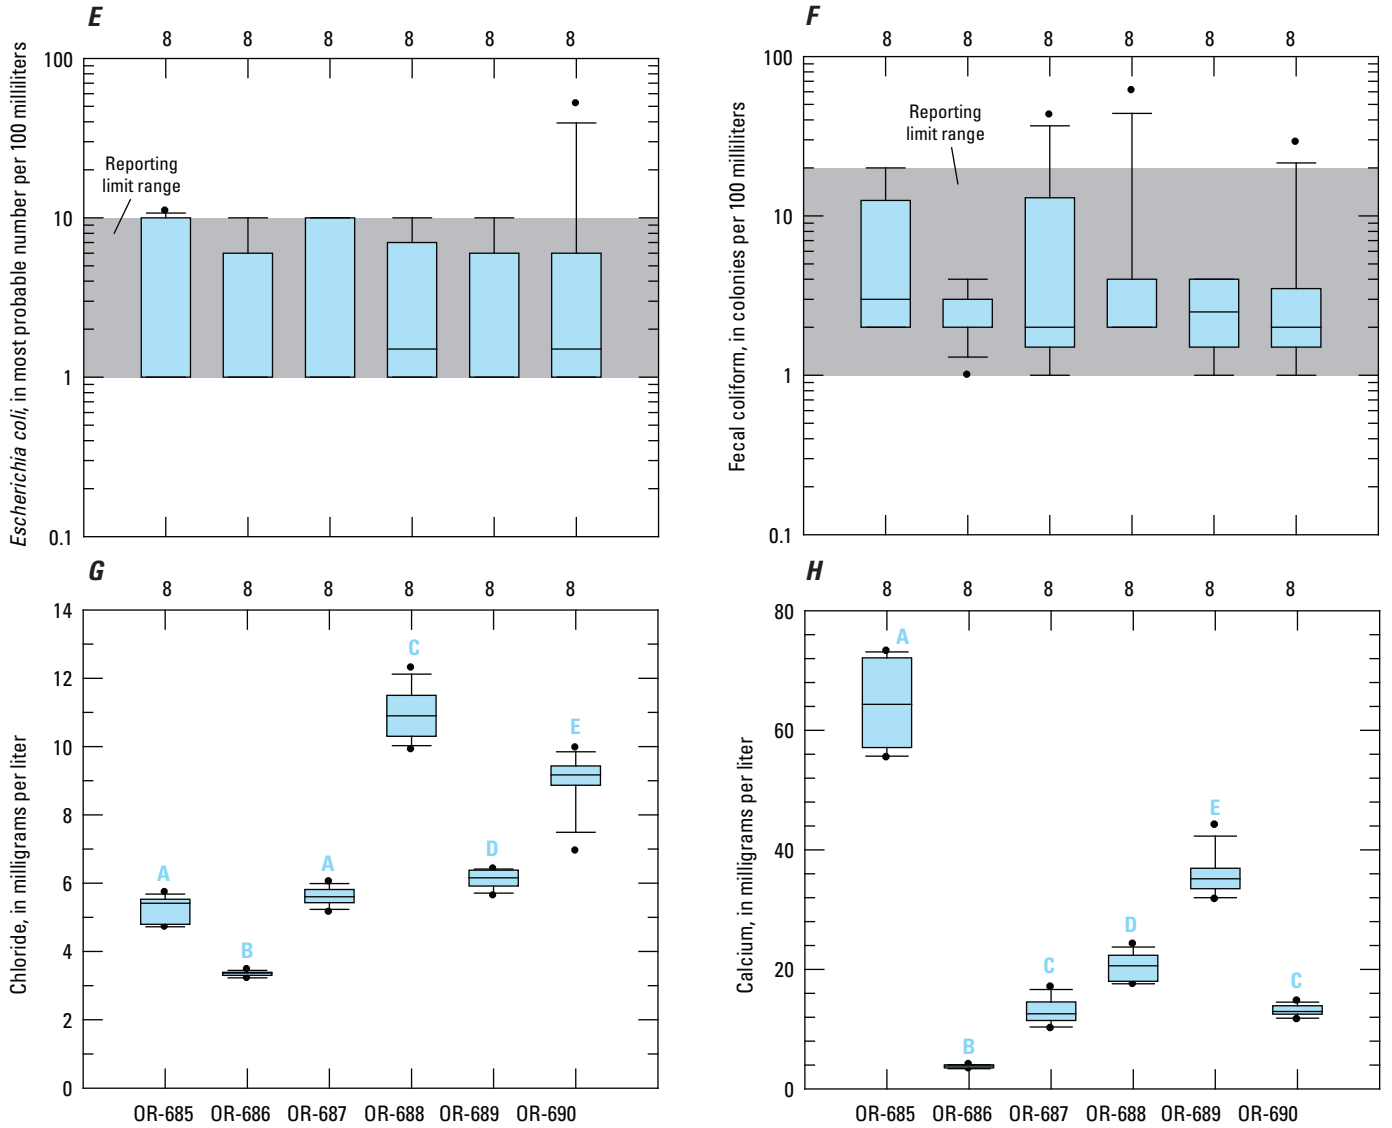 E
8 8 8 8 8 8
Escherichia coli, in most probable number per 100 milliliters
100
10
1
0.1
Reporting
limit range
F
8 8 8 8 8 8
Fecal coliform, in colonies per 100 milliliters
100
10
1
0.1
Reporting
limit range
G
8 8 8 8 8 8
Chloride, in milligrams per liter
14
12
10
8
6
4
2
0
A B A C D E
OR-685 OR-686 OR-687 OR-688 OR-689 OR-690
H
8 8 8 8 8 8
Calcium, in milligrams per liter
80
60
40
20
0
A B C D E C
OR-685 OR-686 OR-687 OR-688 OR-689 OR-690